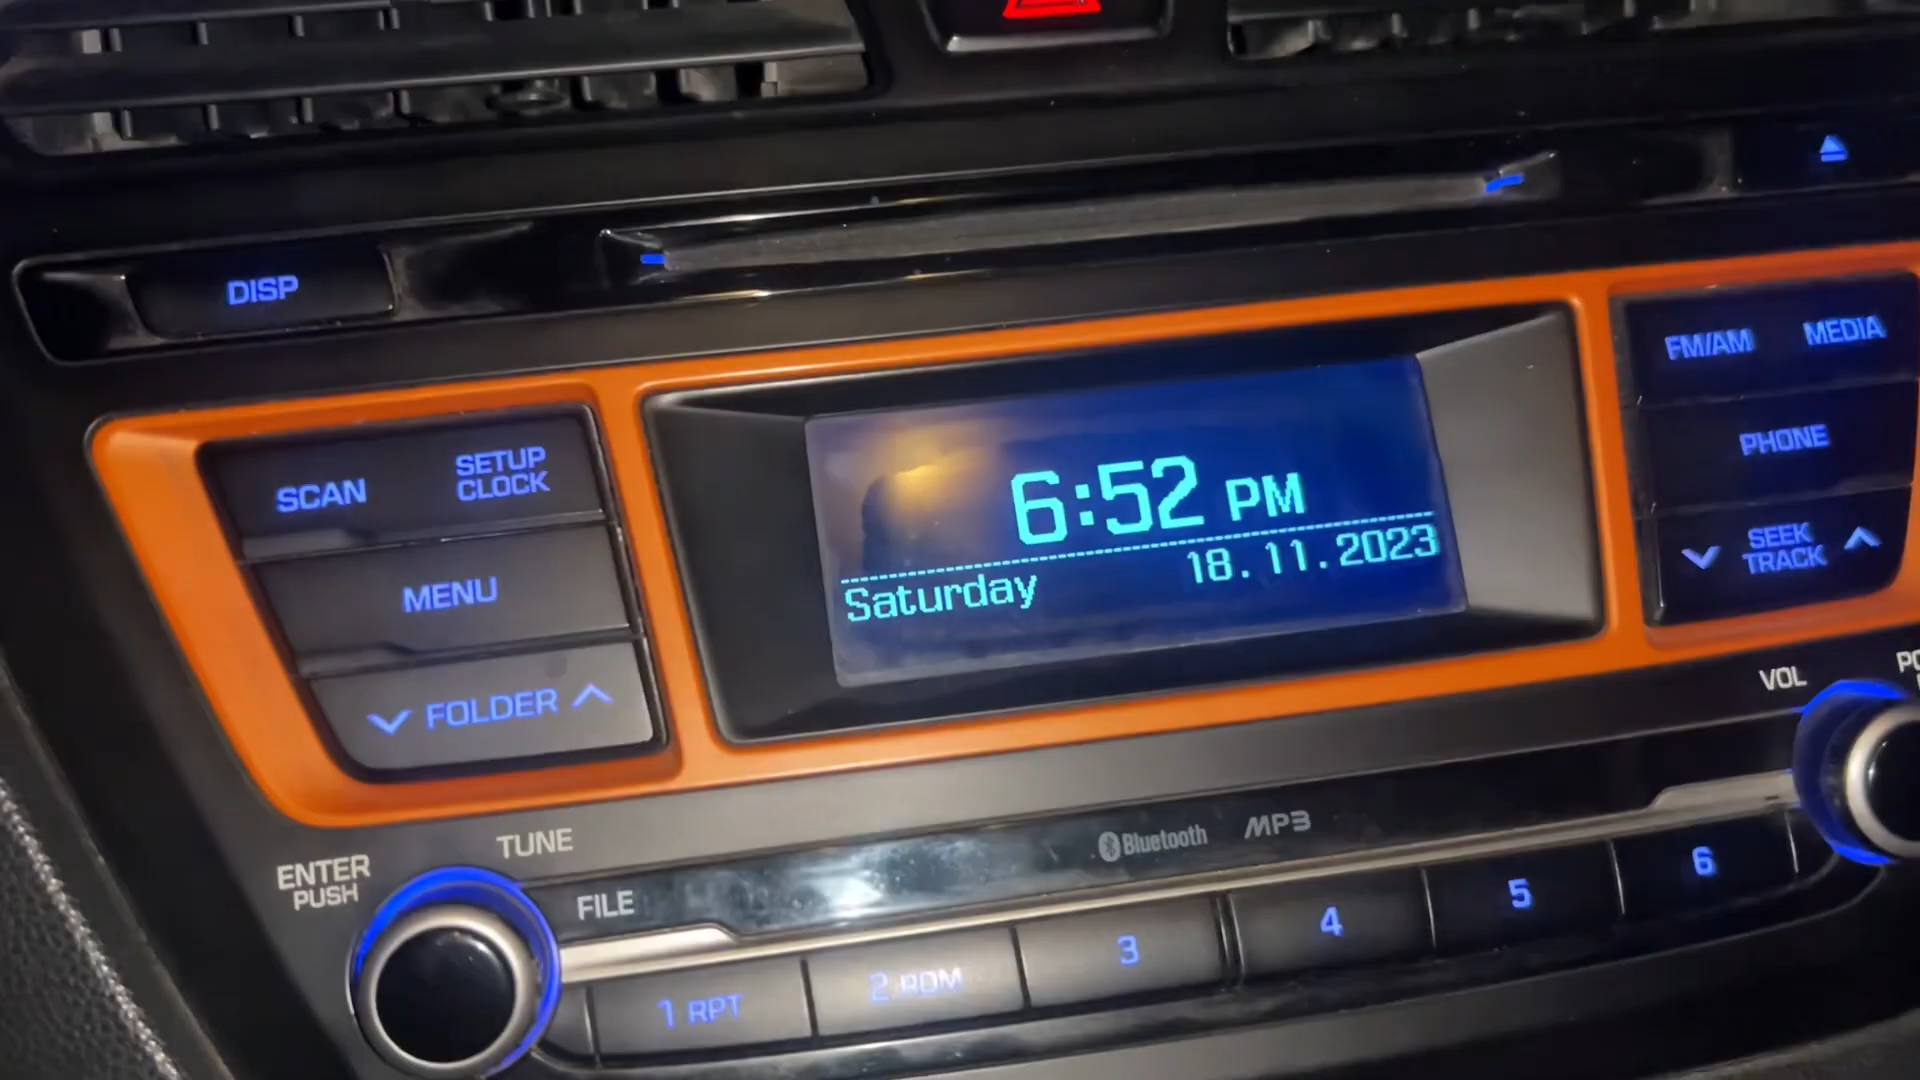 DISP
SCAN
SETUP
CLOCK
MENU
FOLDER
6:52 PM
Saturday 18.11.2023
FM/AM MEDIA
PHONE
SEEK
TRACK
VOL
TUNE
ENTER
PUSH
FILE
Bluetooth MP3
1 RPT
2 RDM
3
4
5
6